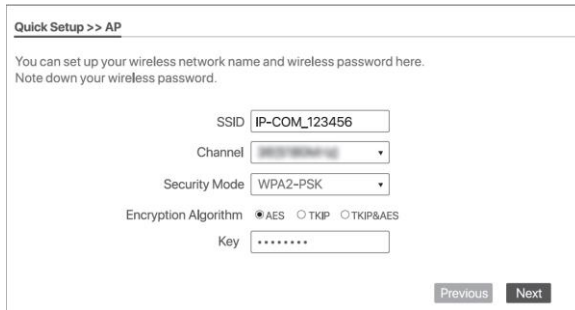 Quick Setup >> AP
You can set up your wireless network name and wireless password here.
Note down your wireless password.
SSID IP-COM_123456
Channel
Security Mode WPA2-PSK
Encryption Algorithm AES TKIP TKIP&AES
Key ••••••••
Previous Next